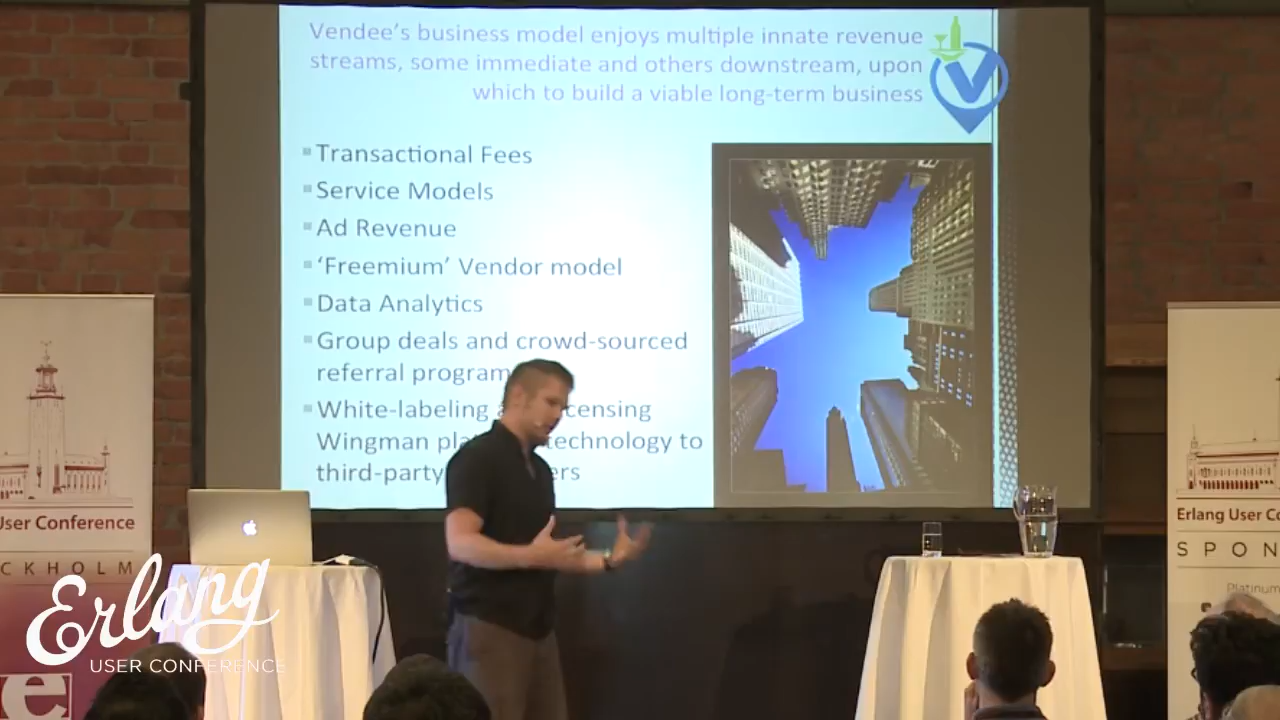 Vendee's business model enjoys multiple innate revenue
streams, some immediate and others downstream, upon
which to build a viable long-term business
Transactional Fees
Service Models
Ad Revenue
'Freemium' Vendor model
Data Analytics
Group deals and crowd-sourced
referral program
White-labeling a censing
Wingman pla technology to
third-party ers
User Conference
CKHOLM
Erlang
USER CONFERENCE
e
Erlang User Co
SPON
Platinum